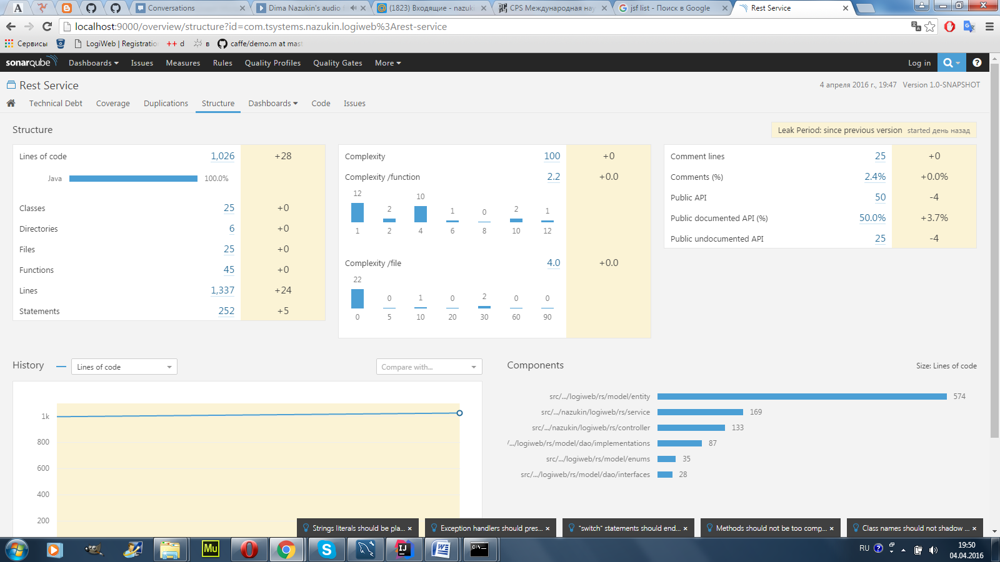 Conversations
Dima Nazukin's audio
(1823) Входящие - nazuki
CPS Международная нау
jsf list - Поиск в Google
Rest Service
localhost:9000/overview/structure?id=com.tsystems.nazukin.logiweb%3Arest-service
Сервисы
LogiWeb | Registratio
++ d
в
caffe/demo.m at mast
sonarqube
Dashboards
Issues
Measures
Rules
Quality Profiles
Quality Gates
More
Log in
Rest Service
4 апреля 2016 г., 19:47 Version 1.0-SNAPSHOT
Technical Debt
Coverage
Duplications
Structure
Dashboards
Code
Issues
Structure
Leak Period: since previous version started день назад
Lines of code 1,026 +28
Java 100.0%
Classes 25 +0
Directories 6 +0
Files 25 +0
Functions 45 +0
Lines 1,337 +24
Statements 252 +5
Complexity 100 +0
Complexity /function 2.2 +0.0
12 2 10 1 0 2 1
1 2 4 6 8 10 12
Complexity /file 4.0 +0.0
22 0 1 0 2 0 0
0 5 10 20 30 60 90
Comment lines 25 +0
Comments (%) 2.4% +0.0%
Public API 50 -4
Public documented API (%) 50.0% +3.7%
Public undocumented API 25 -4
History
Lines of code
Compare with...
1k
800
600
400
200
Components
Size: Lines of code
src/.../logiweb/rs/model/entity 574
src/.../nazukin/logiweb/rs/service 169
src/.../nazukin/logiweb/rs/controller 133
/.../logiweb/rs/model/dao/implementations 87
src/.../logiweb/rs/model/enums 35
src/.../logiweb/rs/model/dao/interfaces 28
Strings literals should be pla... ×
Exception handlers should pres... ×
"switch" statements should end... ×
Methods should not be too comp... ×
Class names should not shadow ... ×
Mu
IJ
C:\
RU
19:50
04.04.2016